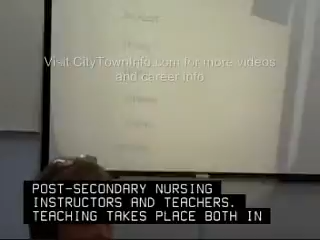 Visit CityTownInfo.com for more videos
and career info
POST-SECONDARY NURSING
INSTRUCTORS AND TEACHERS.
TEACHING TAKES PLACE BOTH IN